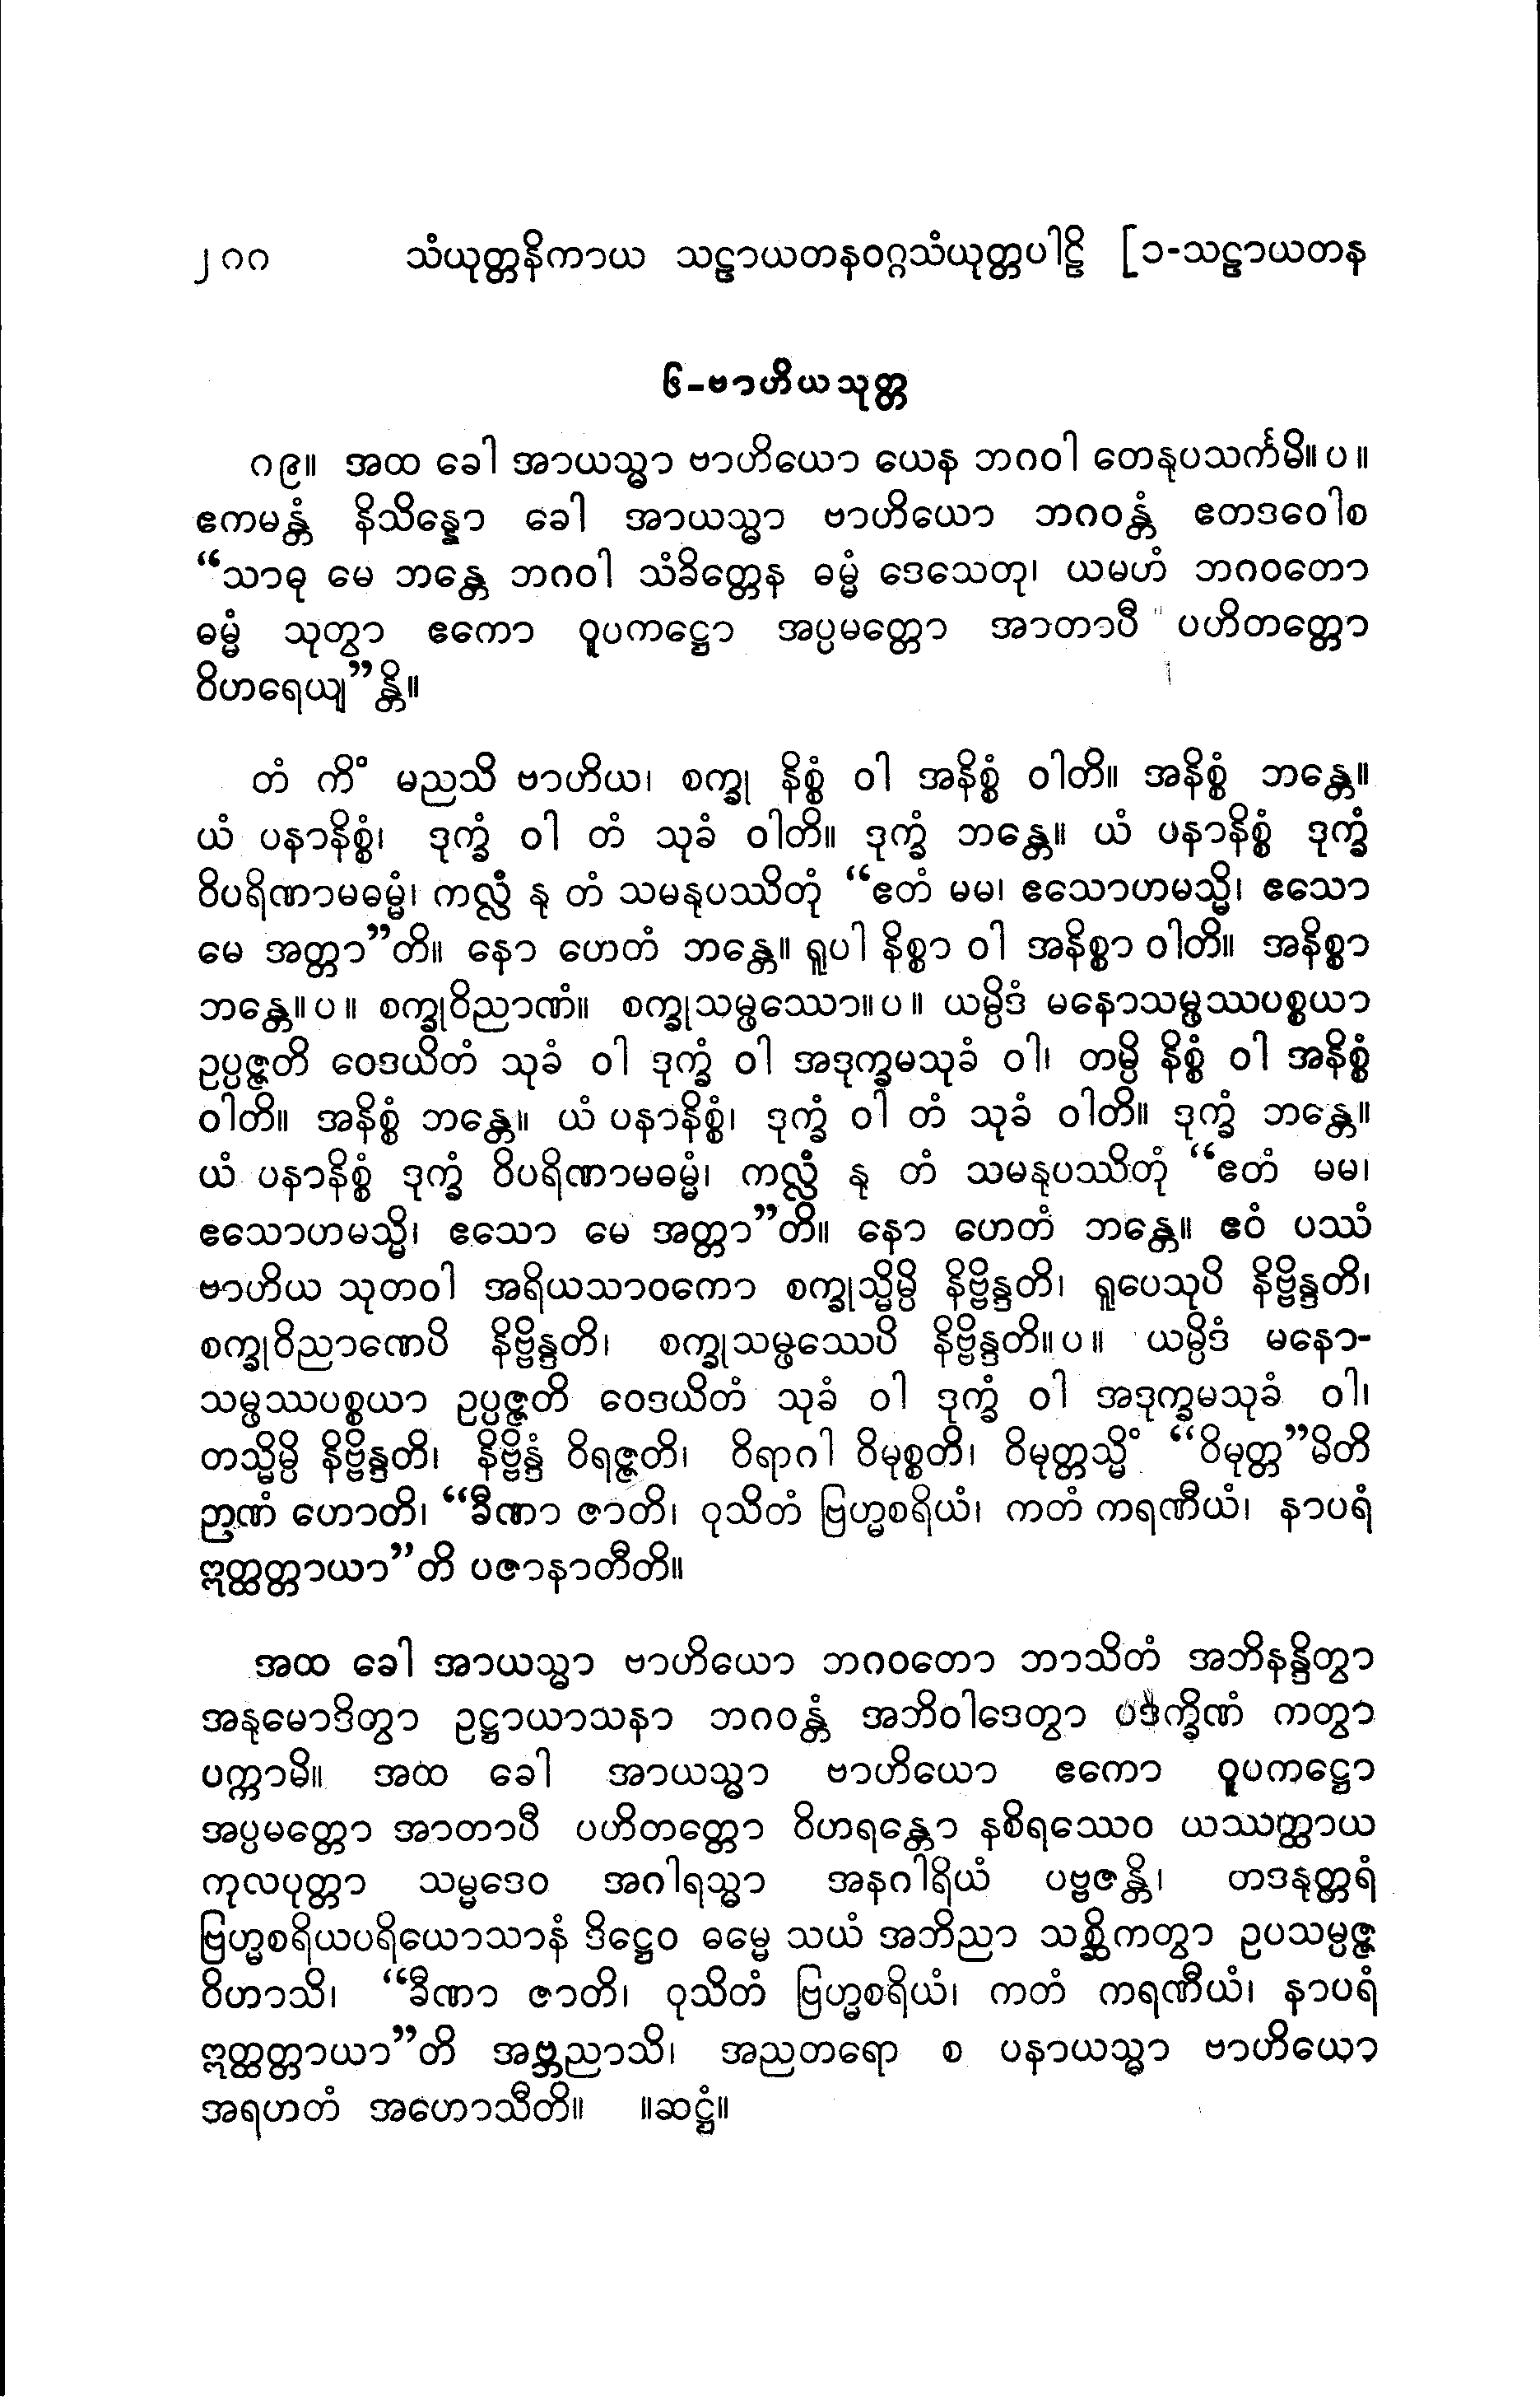 ၂၈၈ သံယုတ္တနိကာယ သဠာယတနဝဂ္ဂသံယုတ္တပါဠိ [၁-သဠာယတန
၆-ဗာဟိယသုတ္တ
၈၉။ အထ ခေါ အာယသ္မာ ဗာဟိယော ယေန ဘဂဝါ တေနုပသင်္ကမိ။ပ။
ဧကမန္တံ နိသိန္နော ခေါ အာယသ္မာ ဗာဟိယော ဘဂဝန္တံ ဧတဒဝေါစ
“သာဓု မေ ဘန္တေ ဘဂဝါ သံခိတ္တေန ဓမ္မံ ဒေသေတု၊ ယမဟံ ဘဂဝတော
ဓမ္မံ သုတွာ ဧကော ဝူပကဋ္ဌော အပ္ပမတ္တော အာတာပီ ပဟိတတ္တော
ဝိဟရေယျ”န္တိ။
တံ ကိံ မညသိ ဗာဟိယ၊ စက္ခု နိစ္စံ ဝါ အနိစ္စံ ဝါတိ။ အနိစ္စံ ဘန္တေ။
ယံ ပနာနိစ္စံ၊ ဒုက္ခံ ဝါ တံ သုခံ ဝါတိ။ ဒုက္ခံ ဘန္တေ။ ယံ ပနာနိစ္စံ ဒုက္ခံ
ဝိပရိဏာမဓမ္မံ၊ ကလ္လံ နု တံ သမနုပဿိတုံ “ဧတံ မမ၊ ဧသောဟမသ္မိ၊ ဧသော
မေ အတ္တာ”တိ။ နော ဟေတံ ဘန္တေ။ ရူပါ နိစ္စာ ဝါ အနိစ္စာ ဝါတိ။ အနိစ္စာ
ဘန္တေ။ပ။ စက္ခုဝိညာဏံ။ စက္ခုသမ္ဖဿော။ပ။ ယမ္ပိဒံ မနောသမ္ဖဿပစ္စယာ
ဥပ္ပဇ္ဇတိ ဝေဒယိတံ သုခံ ဝါ ဒုက္ခံ ဝါ အဒုက္ခမသုခံ ဝါ၊ တမ္ပိ နိစ္စံ ဝါ အနိစ္စံ
ဝါတိ။ အနိစ္စံ ဘန္တေ။ ယံ ပနာနိစ္စံ၊ ဒုက္ခံ ဝါ တံ သုခံ ဝါတိ။ ဒုက္ခံ ဘန္တေ။
ယံ ပနာနိစ္စံ ဒုက္ခံ ဝိပရိဏာမဓမ္မံ၊ ကလ္လံ နု တံ သမနုပဿိတုံ “ဧတံ မမ၊
ဧသောဟမသ္မိ၊ ဧသော မေ အတ္တာ”တိ။ နော ဟေတံ ဘန္တေ။ ဧဝံ ပဿံ
ဗာဟိယ သုတဝါ အရိယသာဝကော စက္ခုသ္မိမ္ပိ နိဗ္ဗိန္ဒတိ၊ ရူပေသုပိ နိဗ္ဗိန္ဒတိ၊
စက္ခုဝိညာဏေပိ နိဗ္ဗိန္ဒတိ၊ စက္ခုသမ္ဖဿေပိ နိဗ္ဗိန္ဒတိ။ပ။ ယမ္ပိဒံ မနော-
သမ္ဖဿပစ္စယာ ဥပ္ပဇ္ဇတိ ဝေဒယိတံ သုခံ ဝါ ဒုက္ခံ ဝါ အဒုက္ခမသုခံ ဝါ၊
တသ္မိမ္ပိ နိဗ္ဗိန္ဒတိ၊ နိဗ္ဗိန္ဒံ ဝိရဇ္ဇတိ၊ ဝိရာဂါ ဝိမုစ္စတိ၊ ဝိမုတ္တသ္မိံ “ဝိမုတ္တ”မိတိ
ဉာဏံ ဟောတိ၊ “ခီဏာ ဇာတိ၊ ဝုသိတံ ဗြဟ္မစရိယံ၊ ကတံ ကရဏီယံ၊ နာပရံ
ဣတ္ထတ္တာယာ”တိ ပဇာနာတီတိ။
အထ ခေါ အာယသ္မာ ဗာဟိယော ဘဂဝတော ဘာသိတံ အဘိနန္ဒိတွာ
အနုမောဒိတွာ ဥဋ္ဌာယာသနာ ဘဂဝန္တံ အဘိဝါဒေတွာ ပဒက္ခိဏံ ကတွာ
ပက္ကာမိ။ အထ ခေါ အာယသ္မာ ဗာဟိယော ဧကော ဝူပကဋ္ဌော
အပ္ပမတ္တော အာတာပီ ပဟိတတ္တော ဝိဟရန္တော နစိရဿေဝ ယဿတ္ထာယ
ကုလပုတ္တာ သမ္မဒေဝ အဂါရသ္မာ အနဂါရိယံ ပဗ္ဗဇန္တိ၊ တဒနုတ္တရံ
ဗြဟ္မစရိယပရိယောသာနံ ဒိဋ္ဌေဝ ဓမ္မေ သယံ အဘိညာ သစ္ဆိကတွာ ဥပသမ္ပဇ္ဇ
ဝိဟာသိ၊ “ခီဏာ ဇာတိ၊ ဝုသိတံ ဗြဟ္မစရိယံ၊ ကတံ ကရဏီယံ၊ နာပရံ
ဣတ္ထတ္တာယာ”တိ အဗ္ဘညာသိ၊ အညတရော စ ပနာယသ္မာ ဗာဟိယော
အရဟတံ အဟောသီတိ။ ။ဆဋ္ဌံ။